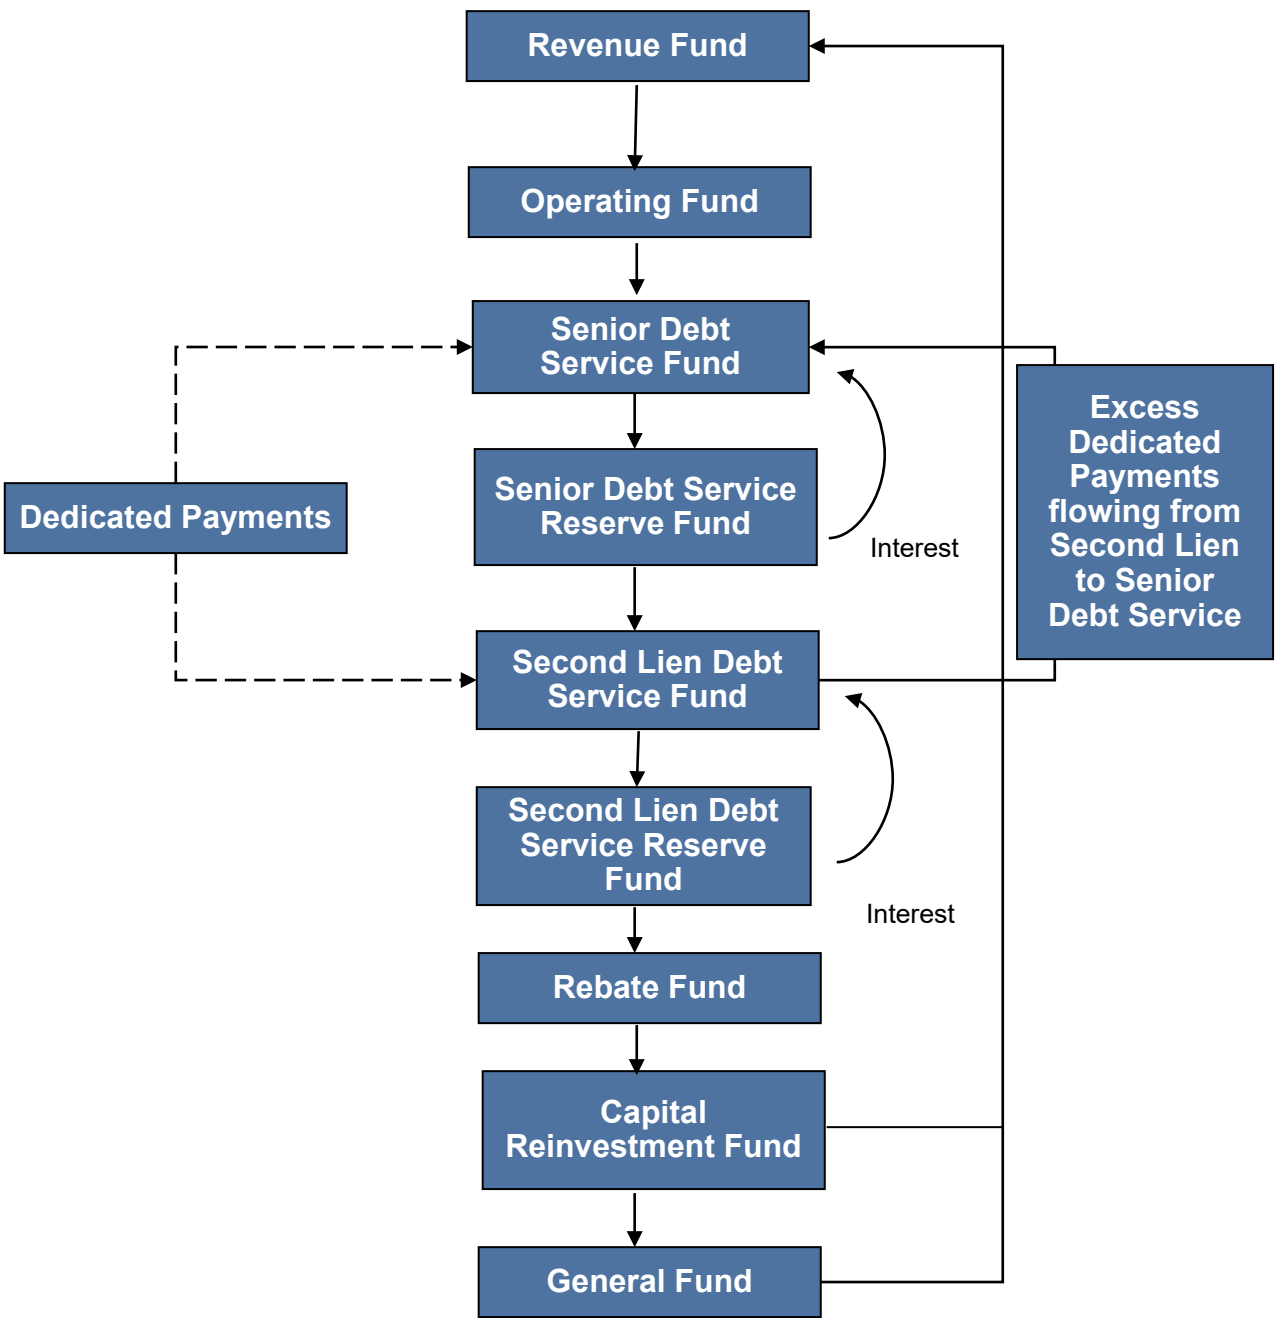 Revenue Fund
Operating Fund
Senior Debt
Service Fund
Senior Debt Service
Reserve Fund
Interest
Dedicated Payments
Excess
Dedicated
Payments
flowing from
Second Lien
to Senior
Debt Service
Second Lien Debt
Service Fund
Second Lien Debt
Service Reserve
Fund
Interest
Rebate Fund
Capital
Reinvestment Fund
General Fund